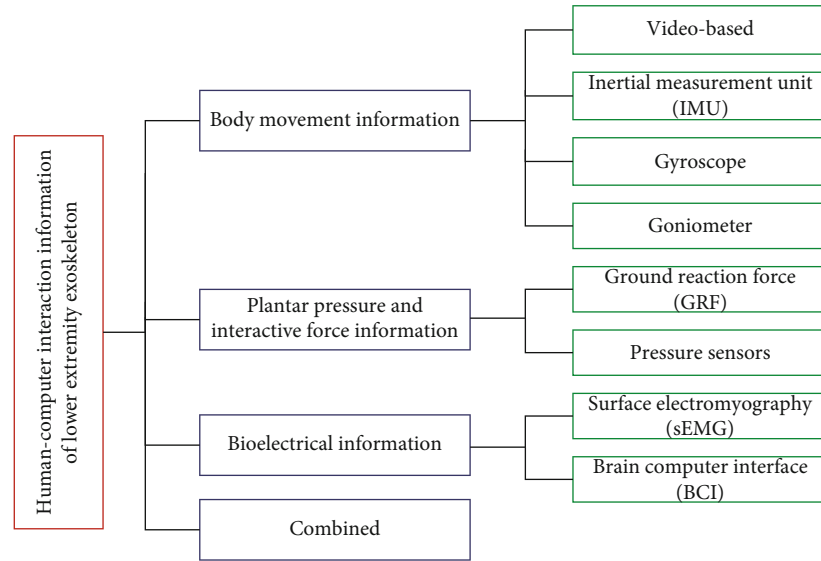 Human-computer interaction information
of lower extremity exoskeleton
Body movement information
Video-based
Inertial measurement unit
(IMU)
Gyroscope
Goniometer
Plantar pressure and
interactive force information
Ground reaction force
(GRF)
Pressure sensors
Bioelectrical information
Surface electromyography
(sEMG)
Brain computer interface
(BCI)
Combined